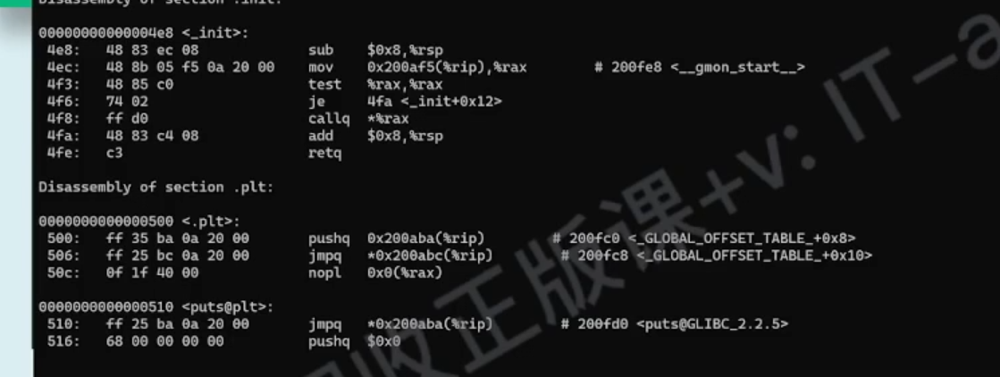 Disassembly of section .init:
00000000000004e8 <_init>:
4e8: 48 83 ec 08 sub $0x8,%rsp
4ec: 48 8b 05 f5 0a 20 00 mov 0x200af5(%rip),%rax # 200fe8 <__gmon_start__>
4f3: 48 85 c0 test %rax,%rax
4f6: 74 02 je 4fa <_init+0x12>
4f8: ff d0 callq *%rax
4fa: 48 83 c4 08 add $0x8,%rsp
4fe: c3 retq
Disassembly of section .plt:
0000000000000500 <.plt>:
500: ff 35 ba 0a 20 00 pushq 0x200aba(%rip) # 200fc0 <_GLOBAL_OFFSET_TABLE_+0x8>
506: ff 25 bc 0a 20 00 jmpq *0x200abc(%rip) # 200fc8 <_GLOBAL_OFFSET_TABLE_+0x10>
50c: 0f 1f 40 00 nopl 0x0(%rax)
0000000000000510 <puts@plt>:
510: ff 25 ba 0a 20 00 jmpq *0x200aba(%rip) # 200fd0 <puts@GLIBC_2.2.5>
516: 68 00 00 00 00 pushq $0x0
收正版课+v: IT-a